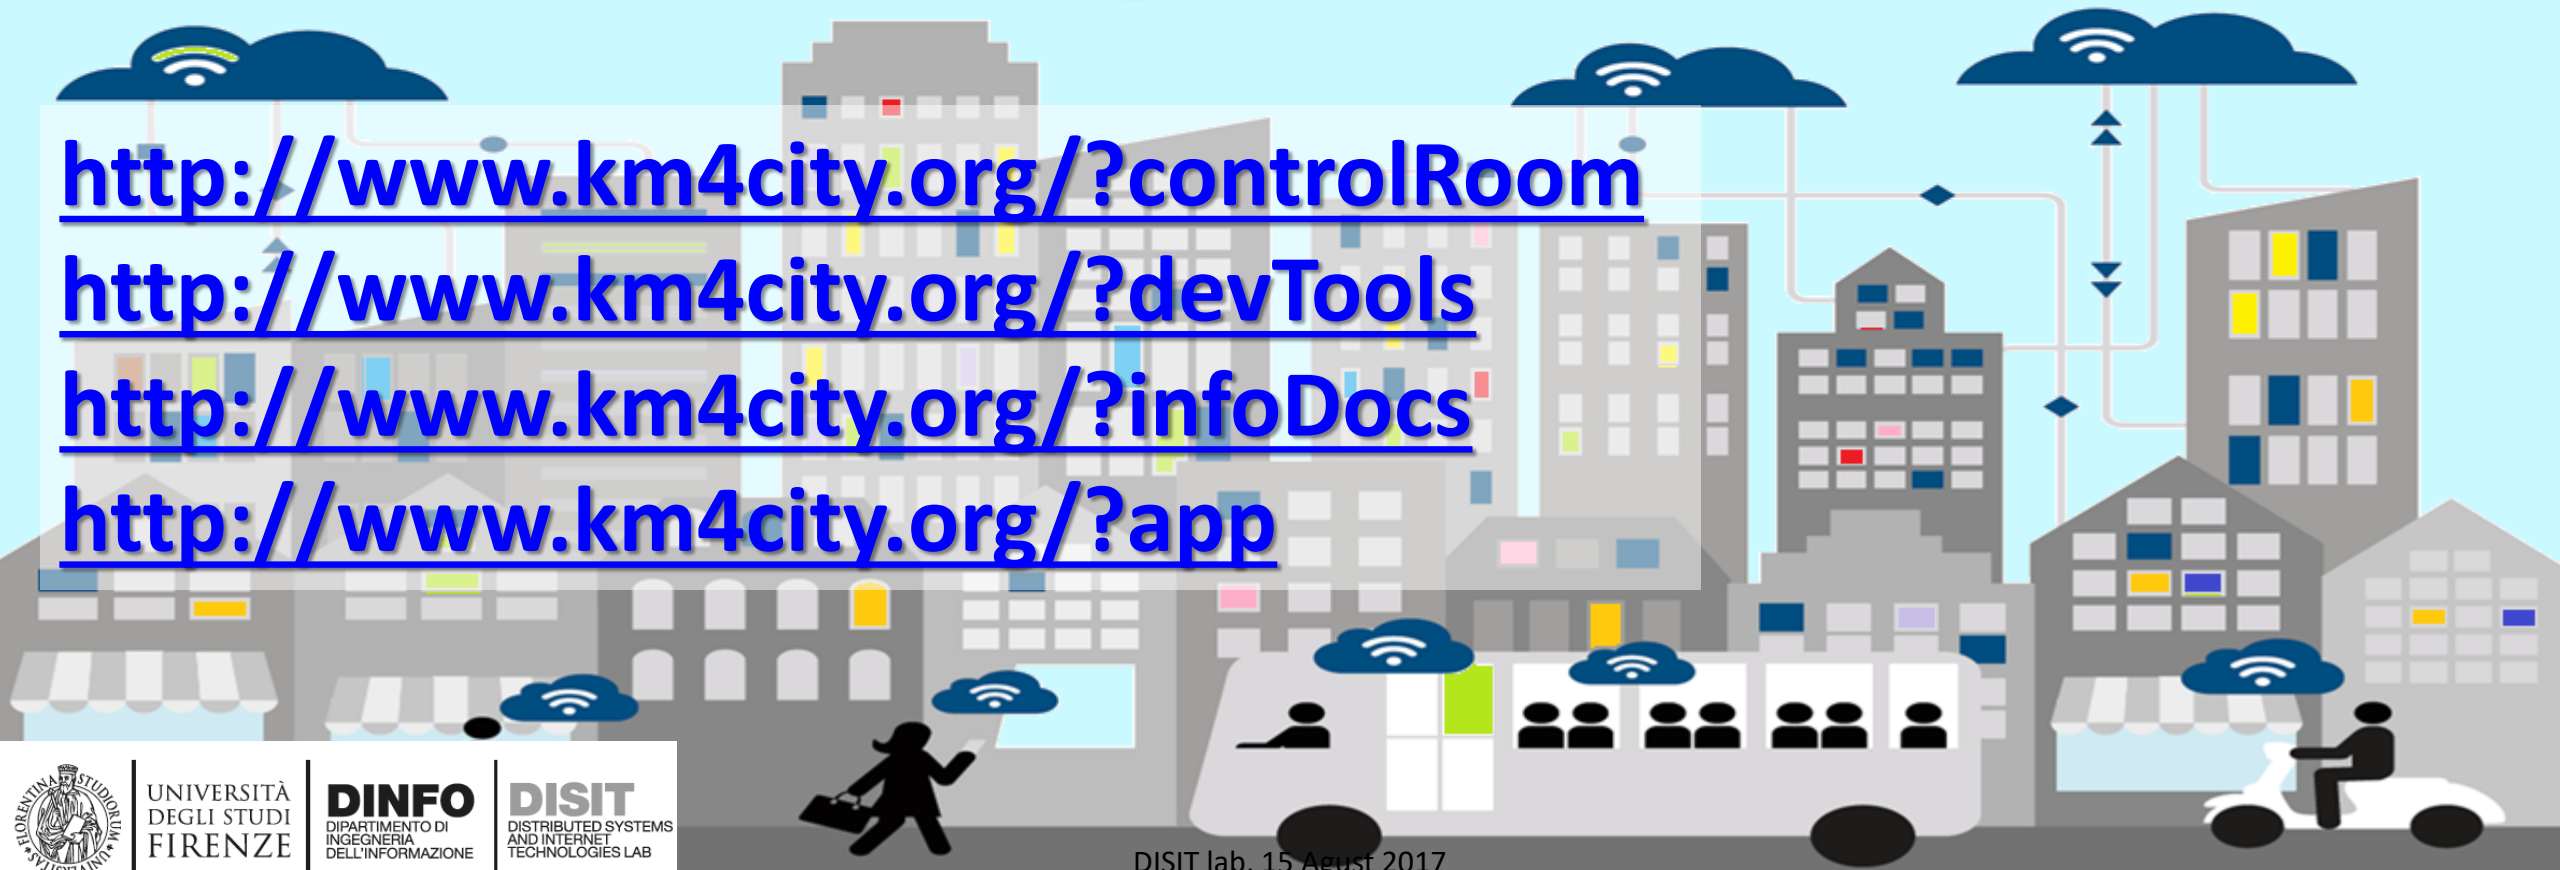 http://www.km4city.org/?controlRoom
http://www.km4city.org/?devTools
http://www.km4city.org/?infoDocs
http://www.km4city.org/?app
UNIVERSITÀ
DEGLI STUDI
FIRENZE
DINFO
DIPARTIMENTO DI
INGEGNERIA
DELL'INFORMAZIONE
DISIT
DISTRIBUTED SYSTEMS
AND INTERNET
TECHNOLOGIES LAB
DISIT lab, 15 Agust 2017